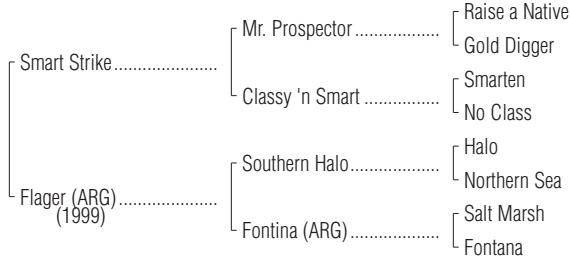 Raise a Native
Mr. Prospector
Gold Digger
Smart Strike
Smarten
Classy 'n Smart
No Class
Halo
Southern Halo
Northern Sea
Flager (ARG)
(1999)
Salt Marsh
Fontina (ARG)
Fontana